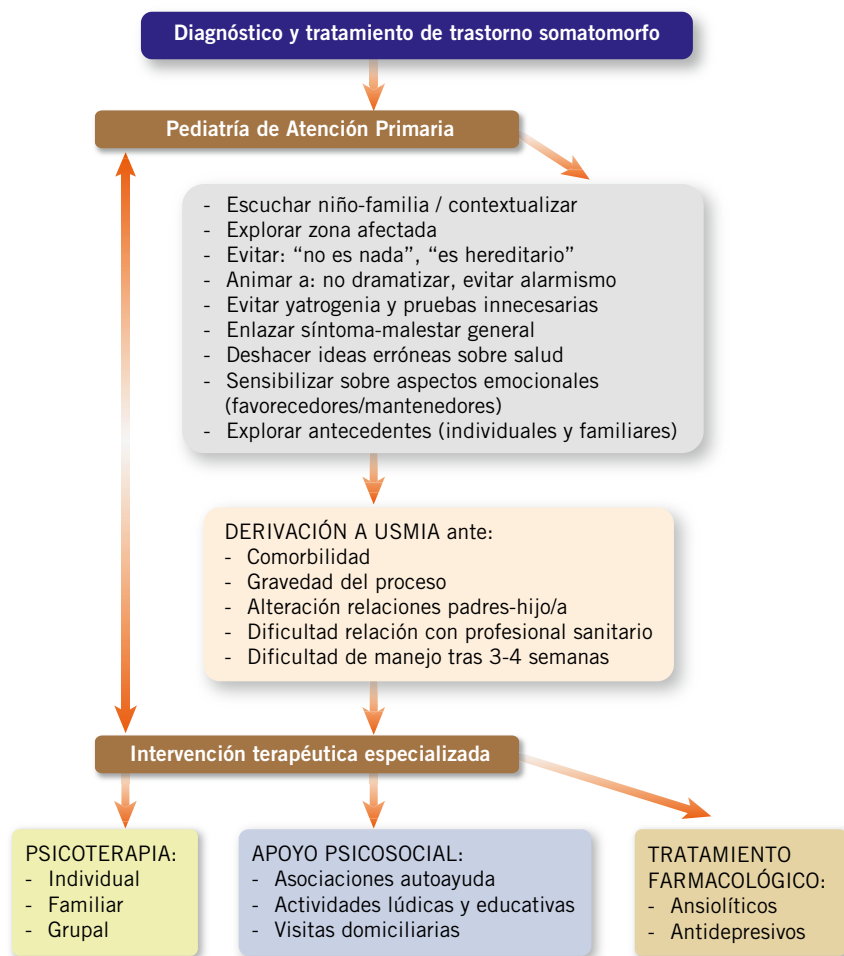 Diagnóstico y tratamiento de trastorno somatomorfo
Pediatría de Atención Primaria
- Escuchar niño-familia / contextualizar
- Explorar zona afectada
- Evitar: “no es nada”, “es hereditario”
- Animar a: no dramatizar, evitar alarmismo
- Evitar yatrogenia y pruebas innecesarias
- Enlazar síntoma-malestar general
- Deshacer ideas erróneas sobre salud
- Sensibilizar sobre aspectos emocionales
(favorecedores/mantenedores)
- Explorar antecedentes (individuales y familiares)
DERIVACIÓN A USMIA ante:
- Comorbilidad
- Gravedad del proceso
- Alteración relaciones padres-hijo/a
- Dificultad relación con profesional sanitario
- Dificultad de manejo tras 3-4 semanas
Intervención terapéutica especializada
PSICOTERAPIA:
- Individual
- Familiar
- Grupal
APOYO PSICOSOCIAL:
- Asociaciones autoayuda
- Actividades lúdicas y educativas
- Visitas domiciliarias
TRATAMIENTO
FARMACOLÓGICO:
- Ansiolíticos
- Antidepresivos